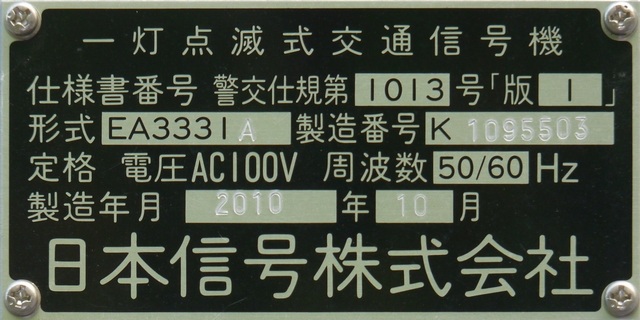 一灯点滅式交通信号機
仕様書番号 警交仕規第 1013 号「版 1 」
形式 EA3331A 製造番号 K 1095503
定格 電圧AC100V 周波数 50/60 Hz
製造年月 2010 年 10 月
日本信号株式会社